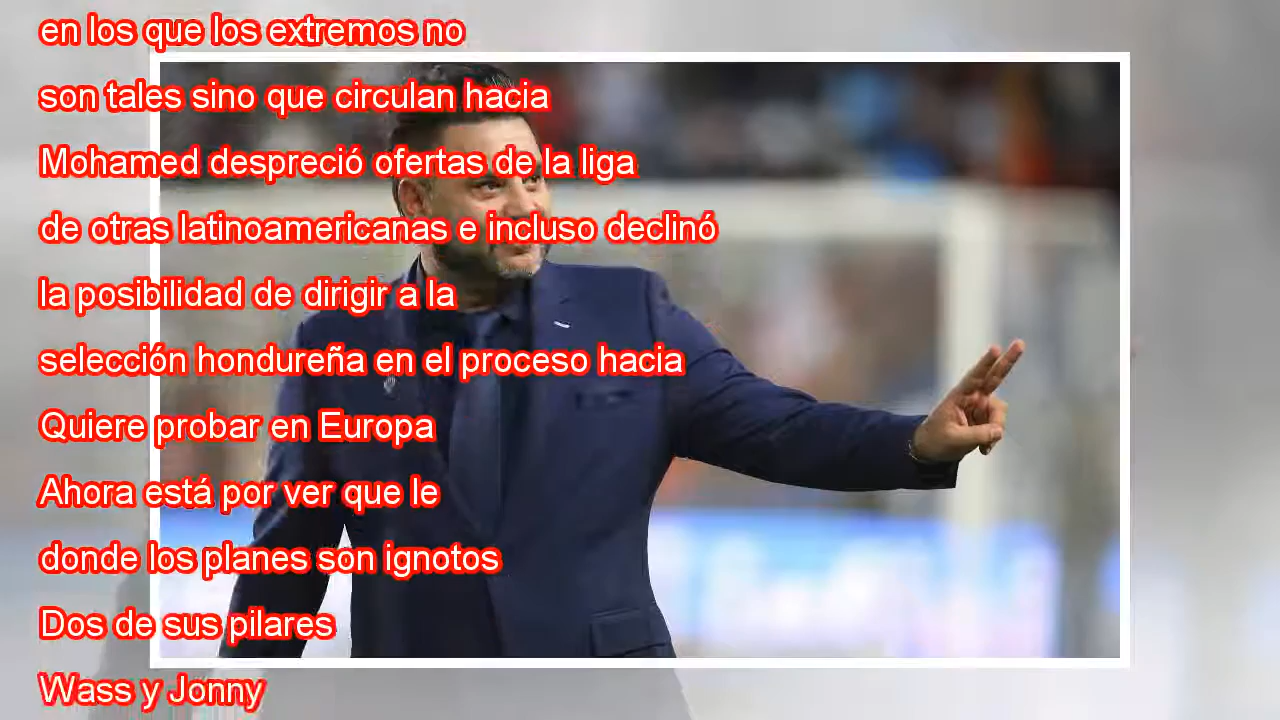 en los que los extremos no
son tales sino que circulan hacia
Mohamed despreció ofertas de la liga
de otras latinoamericanas e incluso declinó
la posibilidad de dirigir a la
selección hondureña en el proceso hacia
Quiere probar en Europa
Ahora está por ver que le
donde los planes son ignotos
Dos de sus pilares
Wass y Jonny